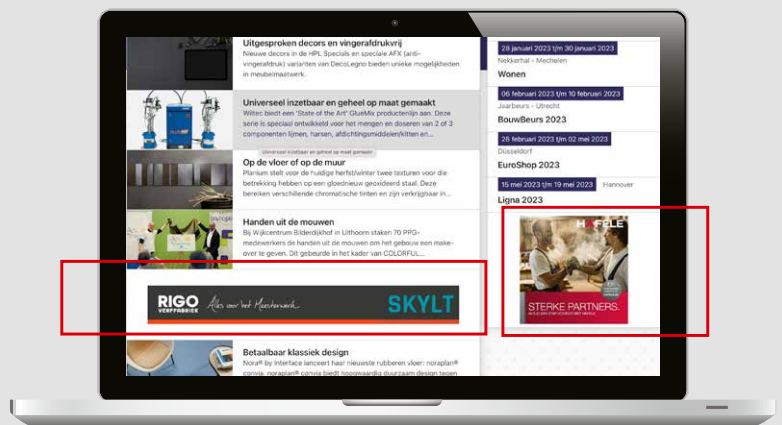 Uitgesproken decors en vingerafdrukvrij
Nieuwe decors in de HPL Specials en speciale AFX (anti-
vingerafdruk) varianten van DecoLegno bieden unieke mogelijkheden
in meubelmaatwerk.
Universeel inzetbaar en geheel op maat gemaakt
Wiltec biedt een 'State of the Art' GlueMix productenlijn aan. Deze
serie is speciaal ontwikkeld voor het mengen en doseren van 2 of 3
componenten lijmen, harsen, afdichtingsmiddelen/kitten en...
Universeel inzetbaar en geheel op maat gemaakt
Op de vloer of op de muur
Planium stelt voor de huidige herfst/winter twee texturen voor die
betrekking hebben op een gloednieuw geoxideerd staal. Deze
bereiken verschillende chromatische tinten en zijn verkrijgbaar in...
Handen uit de mouwen
Bij Wijkcentrum Bilderdijkhof in Uithoorn staken 70 PPG-
medewerkers de handen uit de mouwen om het gebouw een make-
over te geven. Dit gebeurde in het kader van COLORFUL...
RIGO
VERFFABRIEK
Alles voor het Meesterwerk
SKYLT
Betaalbaar klassiek design
Nora® by Interface lanceert haar nieuwste rubberen vloer: noraplan®
convia. noraplan® convia biedt hoogwaardig duurzaam design tegen
28 januari 2023 t/m 30 januari 2023
Nekkerhal - Mechelen
Wonen
06 februari 2023 t/m 10 februari 2023
Jaarbeurs - Utrecht
BouwBeurs 2023
26 februari 2023 t/m 02 mei 2023
Düsseldorf
EuroShop 2023
15 mei 2023 t/m 19 mei 2023 Hannover
Ligna 2023
HÄFELE
STERKE PARTNERS.